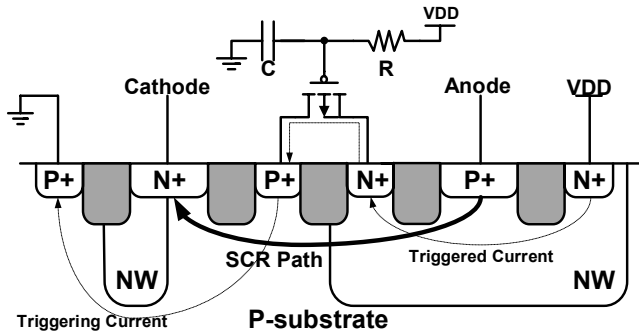 VDD
C
R
Cathode
Anode
VDD
P+
N+
P+
N+
P+
N+
SCR Path
Triggered Current
NW
NW
Triggering Current
P-substrate